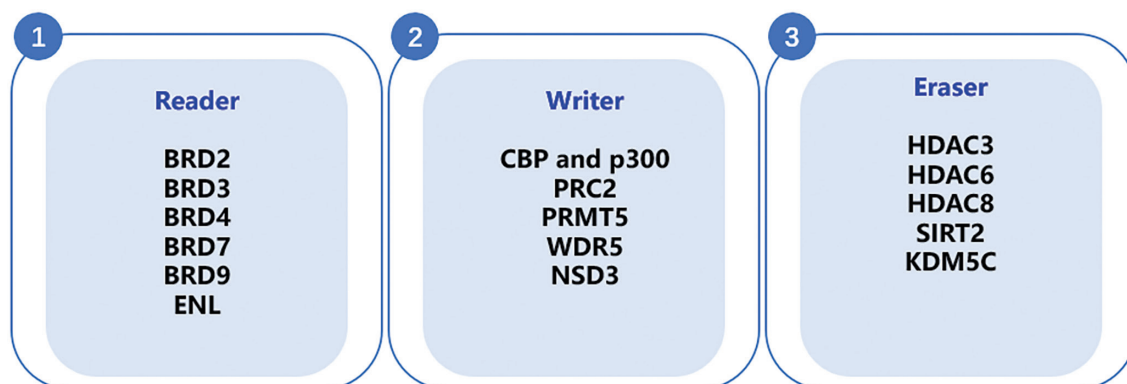 1
Reader
BRD2
BRD3
BRD4
BRD7
BRD9
ENL
2
Writer
CBP and p300
PRC2
PRMT5
WDR5
NSD3
3
Eraser
HDAC3
HDAC6
HDAC8
SIRT2
KDM5C